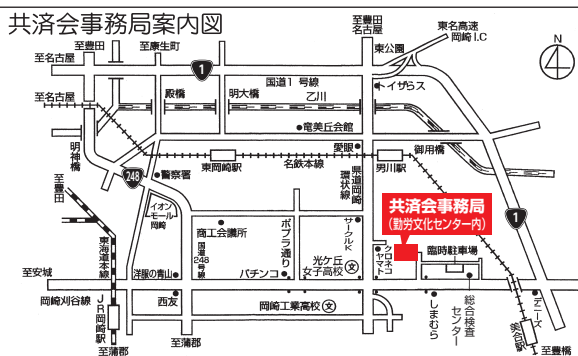 共済会事務局案内図
至豊田
至康生町
至豊田
名古屋
東名高速
岡崎I.C
N
至名古屋
1
東公園
国道1号線
トイザらス
至名古屋
殿橋
明大橋
乙川
竜美丘会館
明神橋
愛眼
御用橋
東岡崎駅
名鉄本線
男川駅
248
警察署
県道岡崎
環状線
至豊田
イオン
モール
岡崎
共済会事務局
(勤労文化センター内)
1
東海道本線
商工会議所
ポプラ通り
サークルK
国道248号線
光ケ丘
女子高校
文
クロネコ
ヤマト
臨時駐車場
至安城
洋服の青山
パチンコ
岡崎刈谷線
JR岡崎駅
西友
岡崎工業高校
文
しまむら
総合検査
センター
デニーズ
美合駅
至蒲郡
至蒲郡
至豊橋